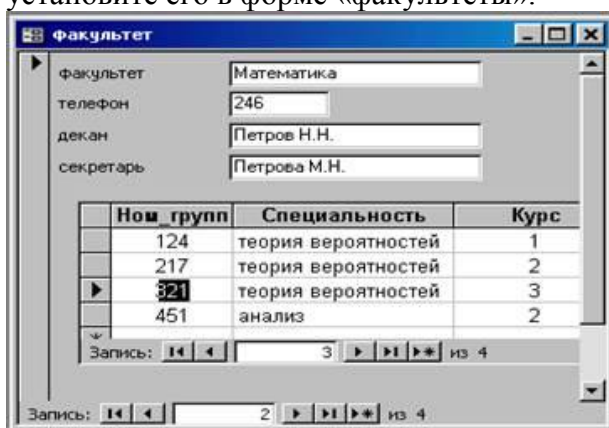 установите его в форме «факультеты».
факультет
факультет Математика
телефон 246
декан Петров Н.Н.
секретарь Петрова М.Н.
Ном_групп Специальность Курс
124 теория вероятностей 1
217 теория вероятностей 2
321 теория вероятностей 3
451 анализ 2
Запись: 3 из 4
Запись: 2 из 4